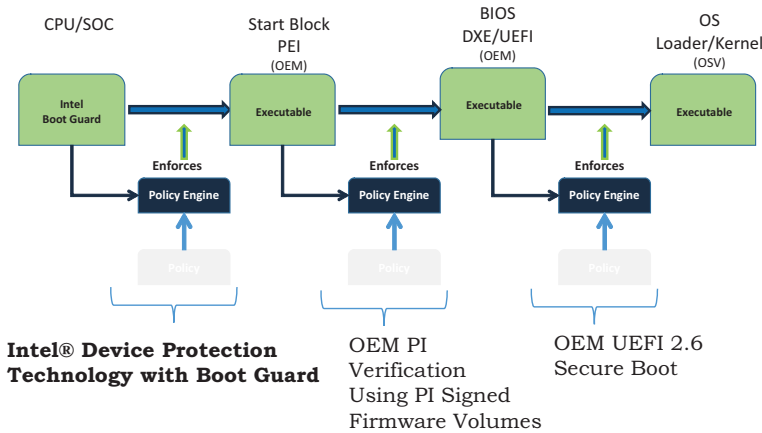 CPU/SOC
Start Block
PEI
(OEM)
BIOS
DXE/UEFI
(OEM)
OS
Loader/Kernel
(OSV)
Intel
Boot Guard
Executable
Executable
Executable
Enforces
Enforces
Enforces
Policy Engine
Policy Engine
Policy Engine
Policy
Policy
Policy
Intel® Device Protection
Technology with Boot Guard
OEM PI
Verification
Using PI Signed
Firmware Volumes
OEM UEFI 2.6
Secure Boot